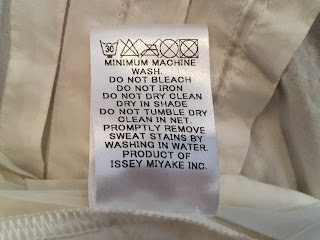 30
MINIMUM MACHINE
WASH.
DO NOT BLEACH
DO NOT IRON
DO NOT DRY CLEAN
DRY IN SHADE
DO NOT TUMBLE DRY
CLEAN IN NET.
PROMPTLY REMOVE
SWEAT STAINS BY
WASHING IN WATER.
PRODUCT OF
ISSEY MIYAKE INC.